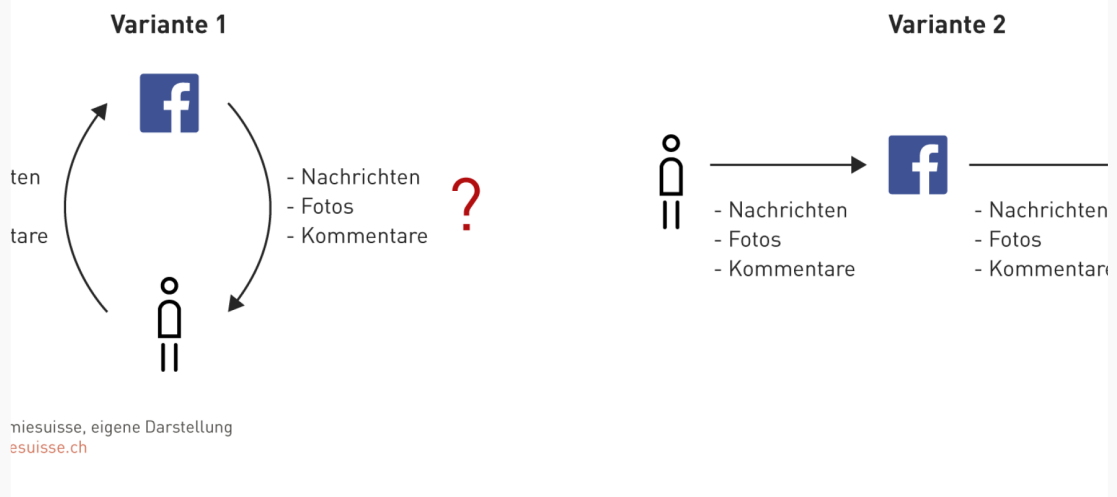 Variante 1
Variante 2
ten
tare
- Nachrichten
- Fotos
- Kommentare
?
- Nachrichten
- Fotos
- Kommentare
- Nachrichten
- Fotos
- Kommentare
miesuisse, eigene Darstellung
esuisse.ch